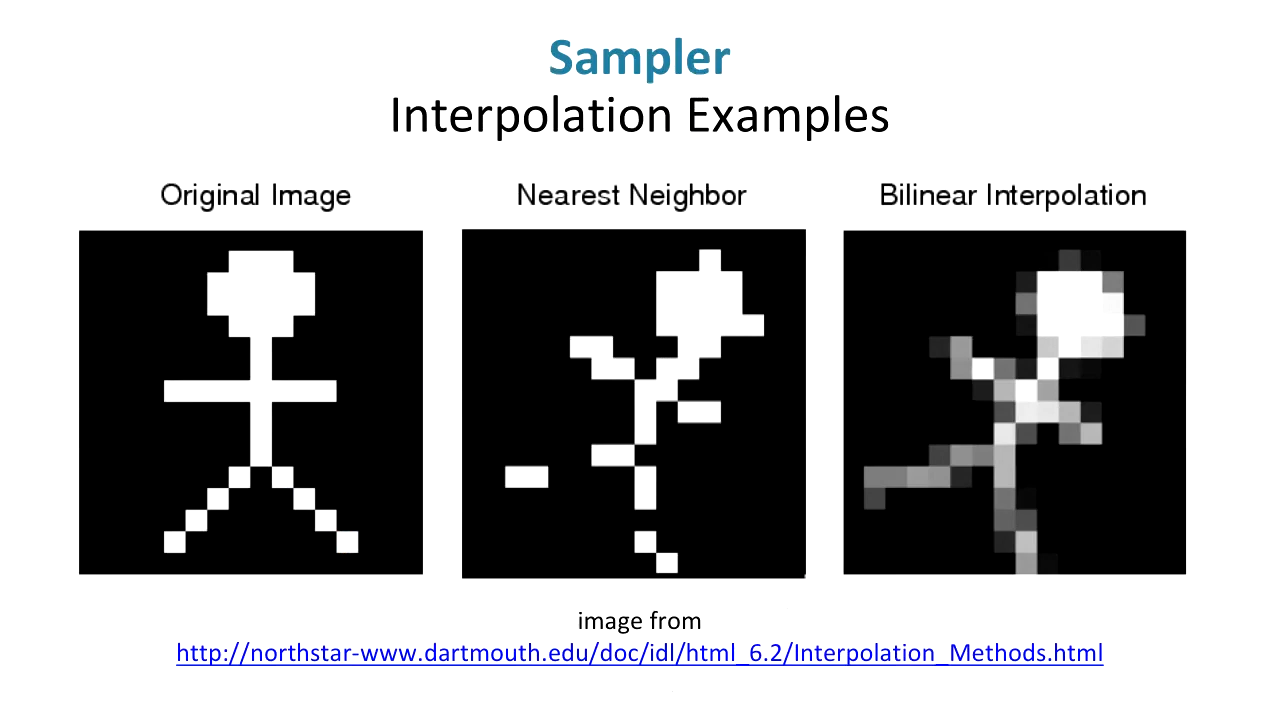 Sampler
Interpolation Examples
Original Image
Nearest Neighbor
Bilinear Interpolation
image from
http://northstar-www.dartmouth.edu/doc/idl/html_6.2/Interpolation_Methods.html